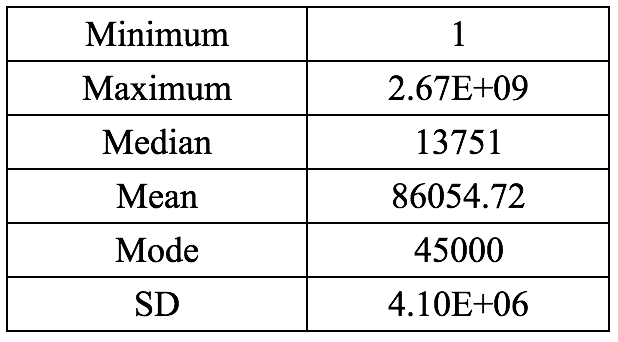 Minimum 1
Maximum 2.67E+09
Median 13751
Mean 86054.72
Mode 45000
SD 4.10E+06